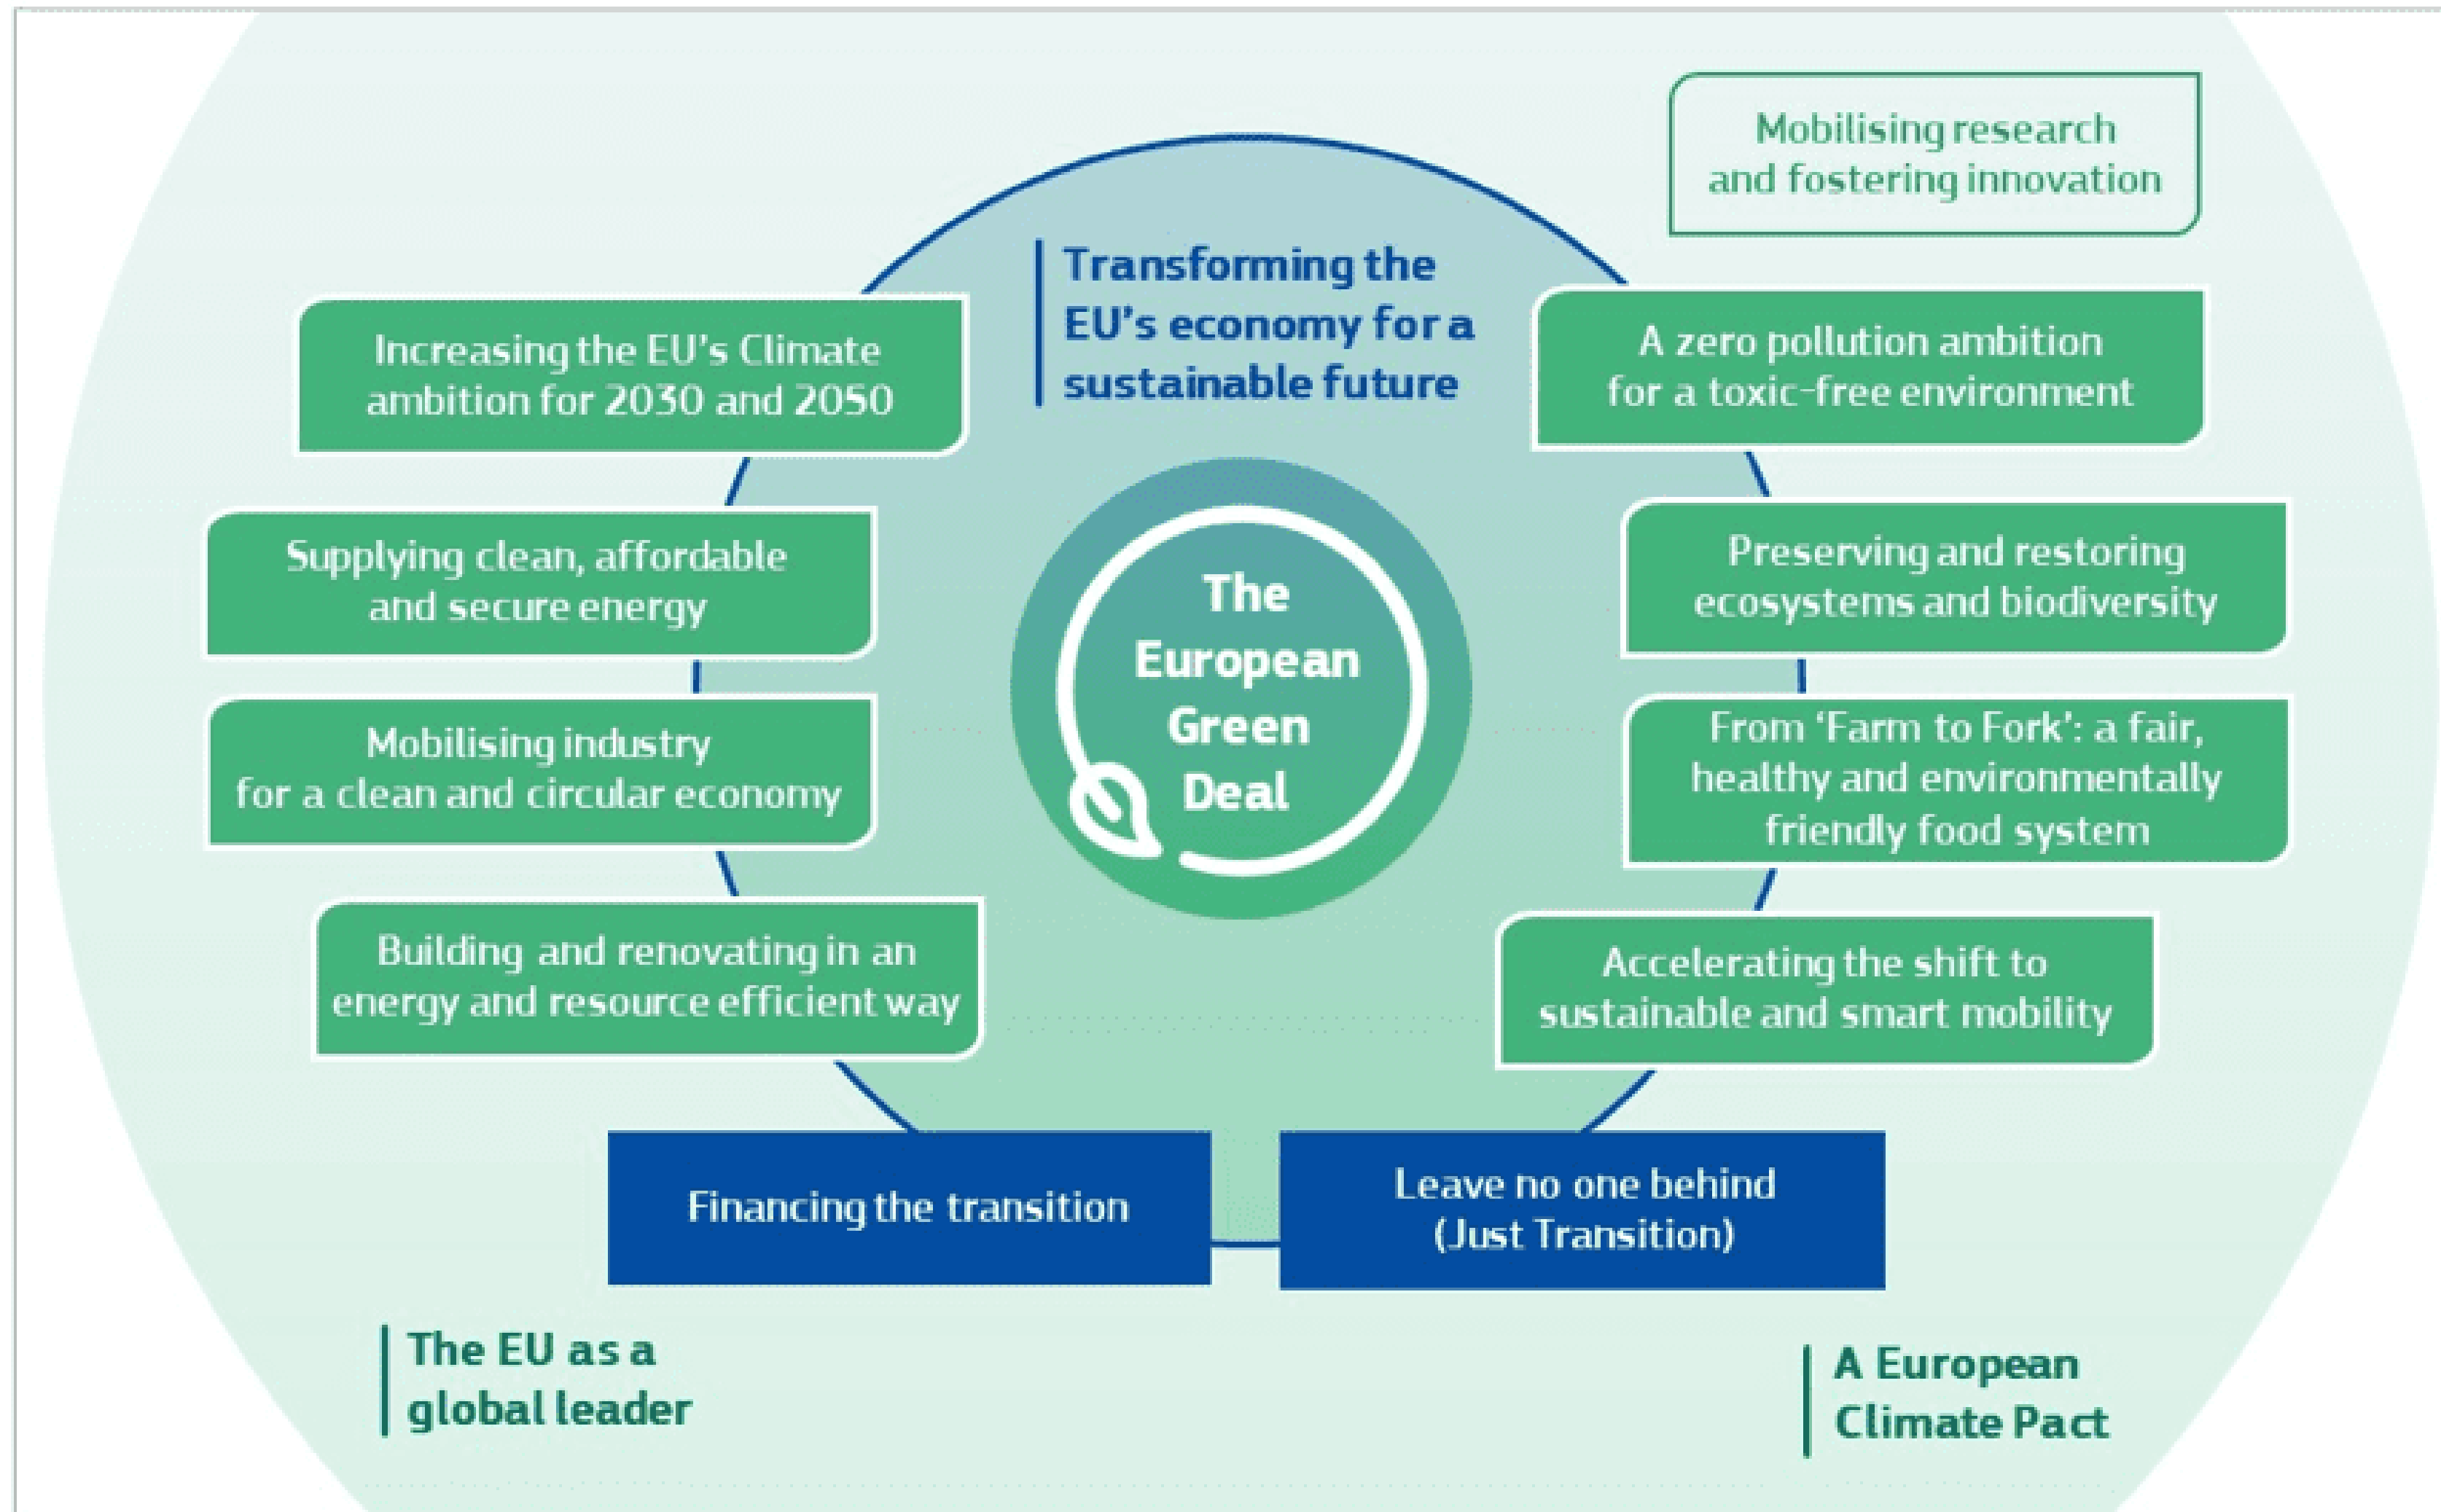 Mobilising research
and fostering innovation
Transforming the
EU's economy for a
sustainable future
Increasing the EU's Climate
ambition for 2030 and 2050
A zero pollution ambition
for a toxic-free environment
Supplying clean, affordable
and secure energy
Preserving and restoring
ecosystems and biodiversity
The
European
Green
Deal
Mobilising industry
for a clean and circular economy
From ‘Farm to Fork’: a fair,
healthy and environmentally
friendly food system
Building and renovating in an
energy and resource efficient way
Accelerating the shift to
sustainable and smart mobility
Financing the transition
Leave no one behind
(Just Transition)
The EU as a
global leader
A European
Climate Pact